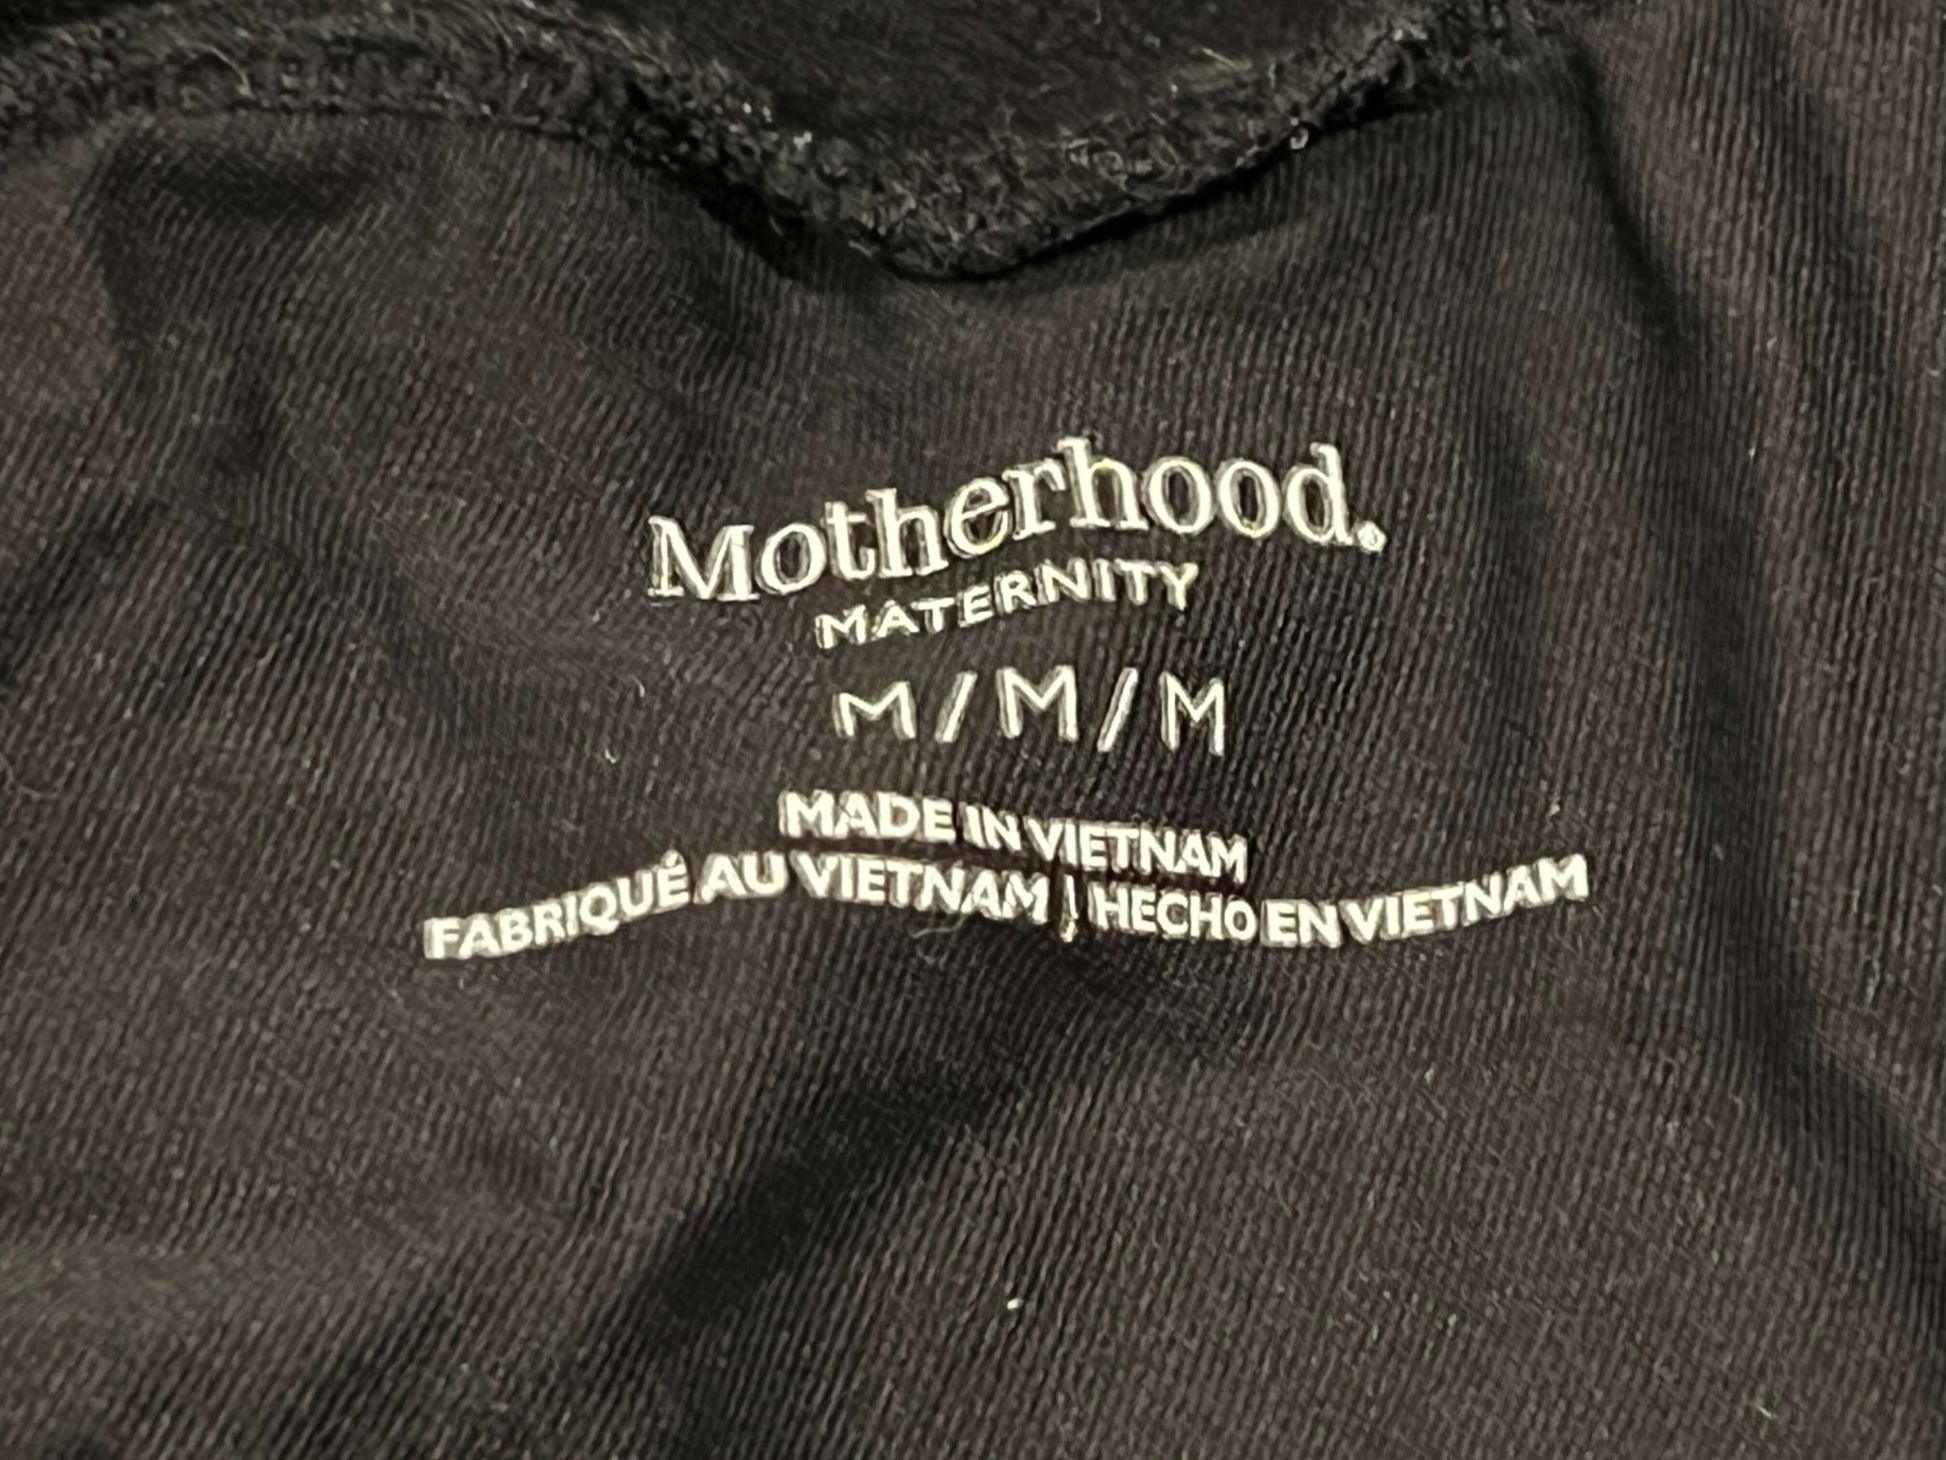 Motherhood.
MATERNITY
M/M/M
MADE IN VIETNAM
FABRIQUÉ AU VIETNAM | HECHO EN VIETNAM